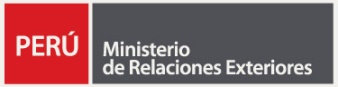 PERÚ
Ministerio
de Relaciones Exteriores